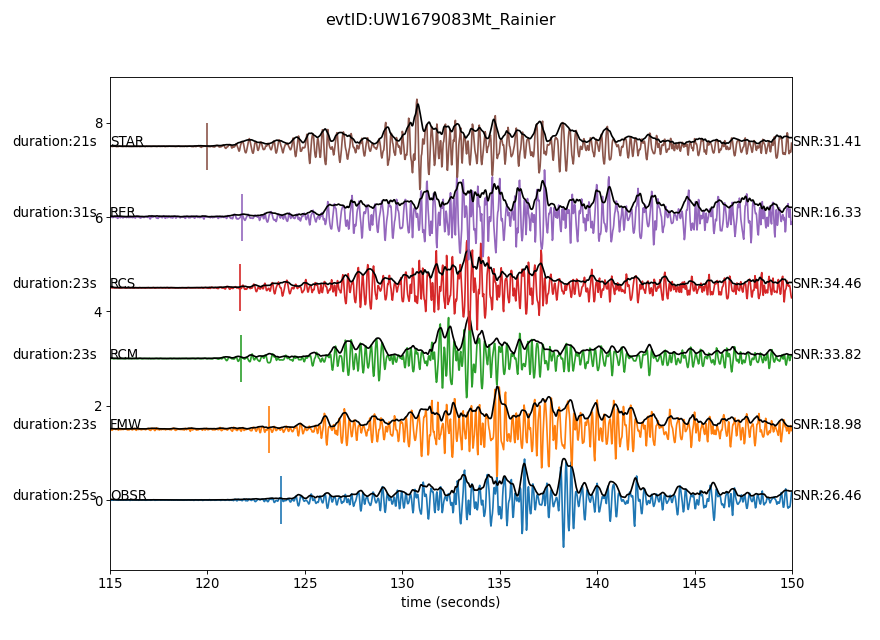 evtID:UW1679083Mt_Rainier
8
duration:21s STAR SNR:31.41
duration:31s RER SNR:16.33
6
duration:23s RCS SNR:34.46
4
duration:23s RCM SNR:33.82
2
duration:23s FMW SNR:18.98
duration:25s OBSR SNR:26.46
0
115 120 125 130 135 140 145 150
time (seconds)